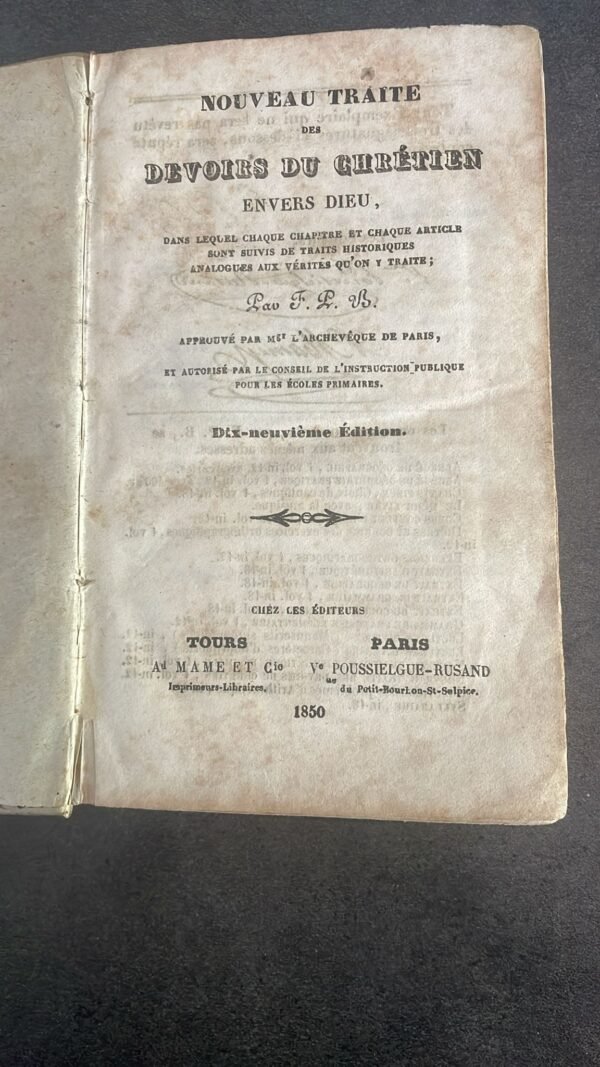 NOUVEAU TRAITÉ
DES
DEVOIRS DU CHRÉTIEN
ENVERS DIEU,
DANS LEQUEL CHAQUE CHAPITRE ET CHAQUE ARTICLE
SONT SUIVIS DE TRAITS HISTORIQUES
ANALOGUES AUX VÉRITÉS QU'ON Y TRAITE;
Par F. P. B.
APPROUVÉ PAR Mgr L'ARCHEVÊQUE DE PARIS,
ET AUTORISÉ PAR LE CONSEIL DE L'INSTRUCTION PUBLIQUE
POUR LES ÉCOLES PRIMAIRES.
Dix-neuvième Édition.
CHEZ LES ÉDITEURS
TOURS PARIS
Ad MAME ET Cie Ve POUSSIELGUE-RUSAND
Imprimeurs-Libraires. rue du Petit-Bourbon-St-Sulpice.
1850